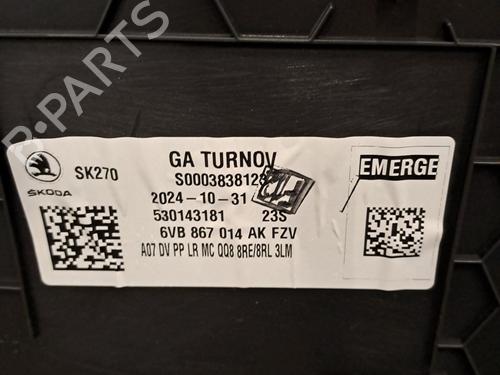 R-PARTS
GA TURNOV
EMERGE
SK270
S0003838123
ŠKODA
2024-10-31
530143181 23S
6VB 867 014 AK FZV
A07 DV PP LR MC QQ8 8RE/8RL 3LM